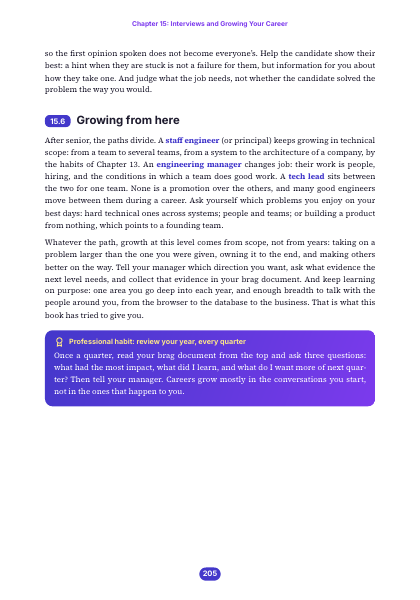 Chapter 15: Interviews and Growing Your Career
so the first opinion spoken does not become everyone's. Help the candidate show their
best: a hint when they are stuck is not a failure for them, but information for you about
how they take one. And judge what the job needs, not whether the candidate solved the
problem the way you would.
15.6 Growing from here
After senior, the paths divide. A staff engineer (or principal) keeps growing in technical
scope: from a team to several teams, from a system to the architecture of a company, by
the habits of Chapter 13. An engineering manager changes job: their work is people,
hiring, and the conditions in which a team does good work. A tech lead sits between
the two for one team. None is a promotion over the others, and many good engineers
move between them during a career. Ask yourself which problems you enjoy on your
best days: hard technical ones across systems; people and teams; or building a product
from nothing, which points to a founding team.
Whatever the path, growth at this level comes from scope, not from years: taking on a
problem larger than the one you were given, owning it to the end, and making others
better on the way. Tell your manager which direction you want, ask what evidence the
next level needs, and collect that evidence in your brag document. And keep learning
on purpose: one area you go deep into each year, and enough breadth to talk with the
people around you, from the browser to the database to the business. That is what this
book has tried to give you.
Professional habit: review your year, every quarter
Once a quarter, read your brag document from the top and ask three questions:
what had the most impact, what did I learn, and what do I want more of next quar-
ter? Then tell your manager. Careers grow mostly in the conversations you start,
not in the ones that happen to you.
205